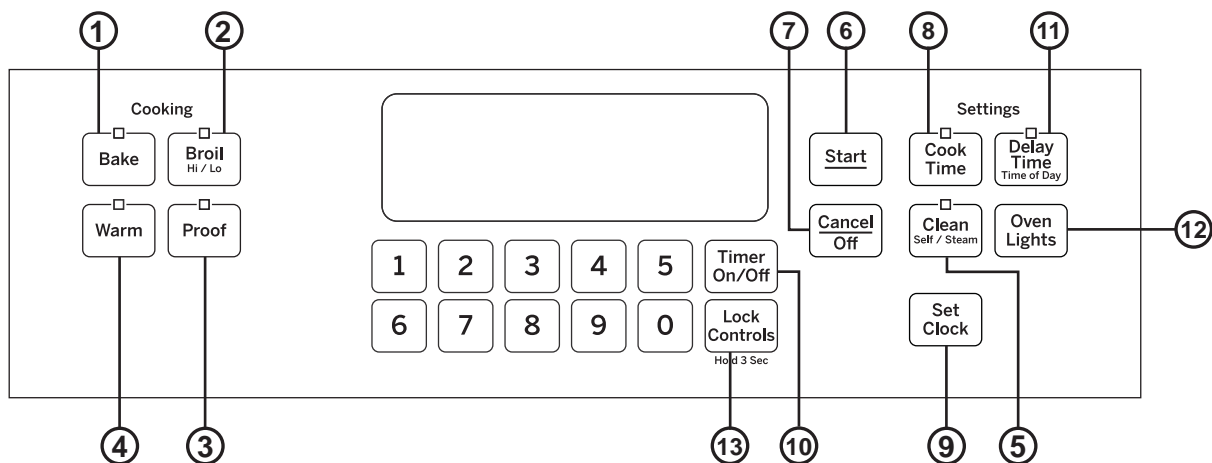 1
2
7
6
8
11
Cooking
Settings
Bake
Broil
Hi / Lo
Start
Cook
Time
Delay
Time
Time of Day
Warm
Proof
Cancel
Off
Clean
Self / Steam
Oven
Lights
12
1 2 3 4 5
Timer
On/Off
6 7 8 9 0
Lock
Controls
Hold 3 Sec
Set
Clock
4
3
13
10
9
5